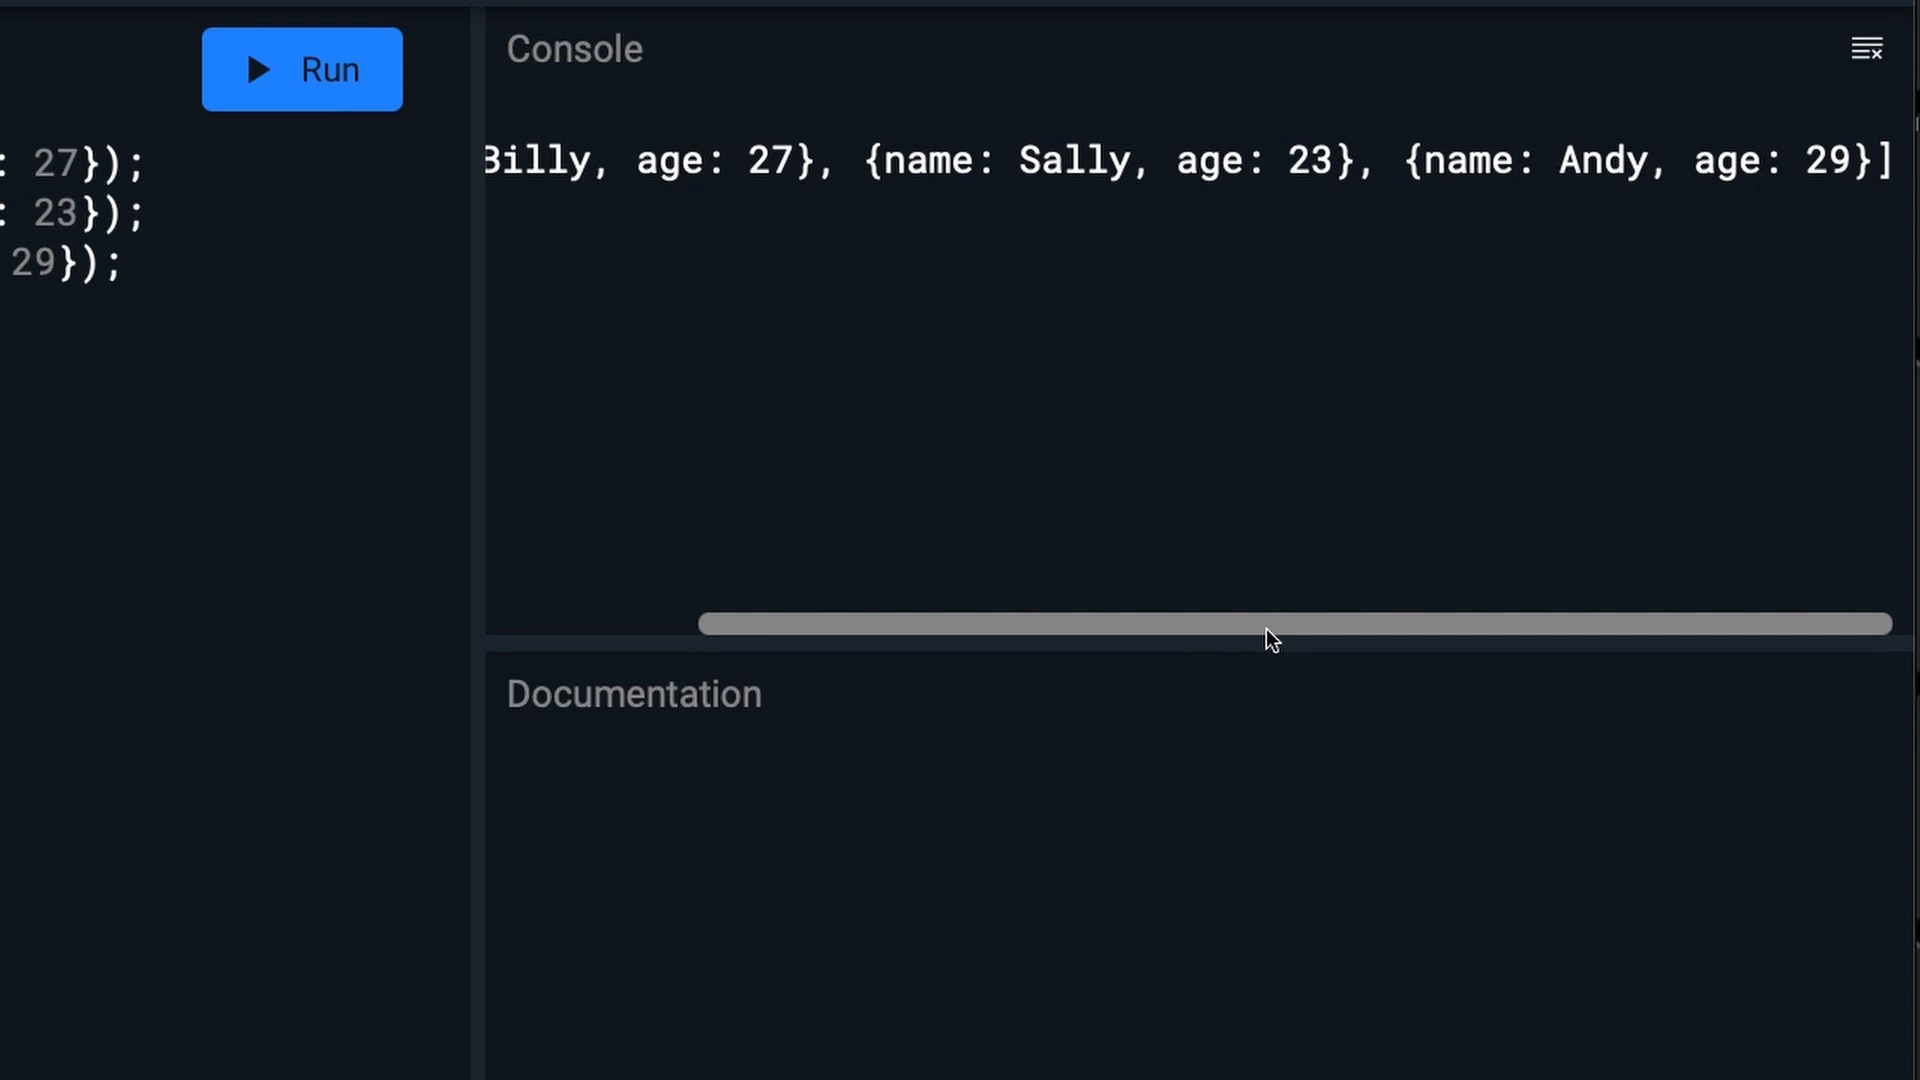 Run
: 27});
: 23});
29});
Console
Billy, age: 27}, {name: Sally, age: 23}, {name: Andy, age: 29}]
Documentation